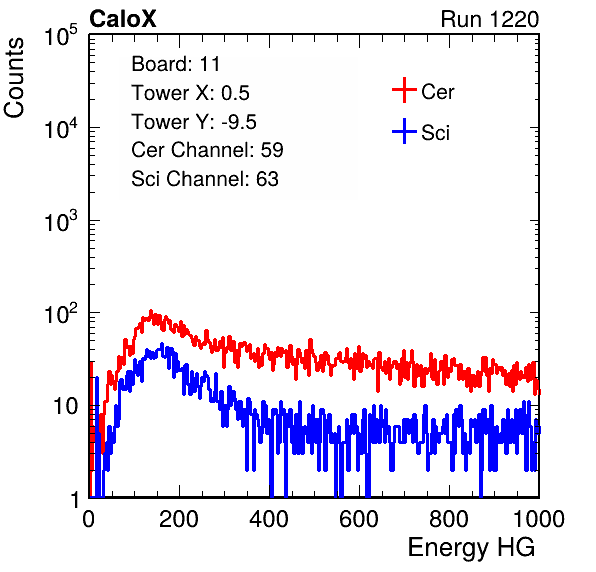 CaloX Run 1220
Counts
Board: 11
Tower X: 0.5
Tower Y: -9.5
Cer Channel: 59
Sci Channel: 63
Cer
Sci
10^5
10^4
10^3
10^2
10
1
0 200 400 600 800 1000
Energy HG